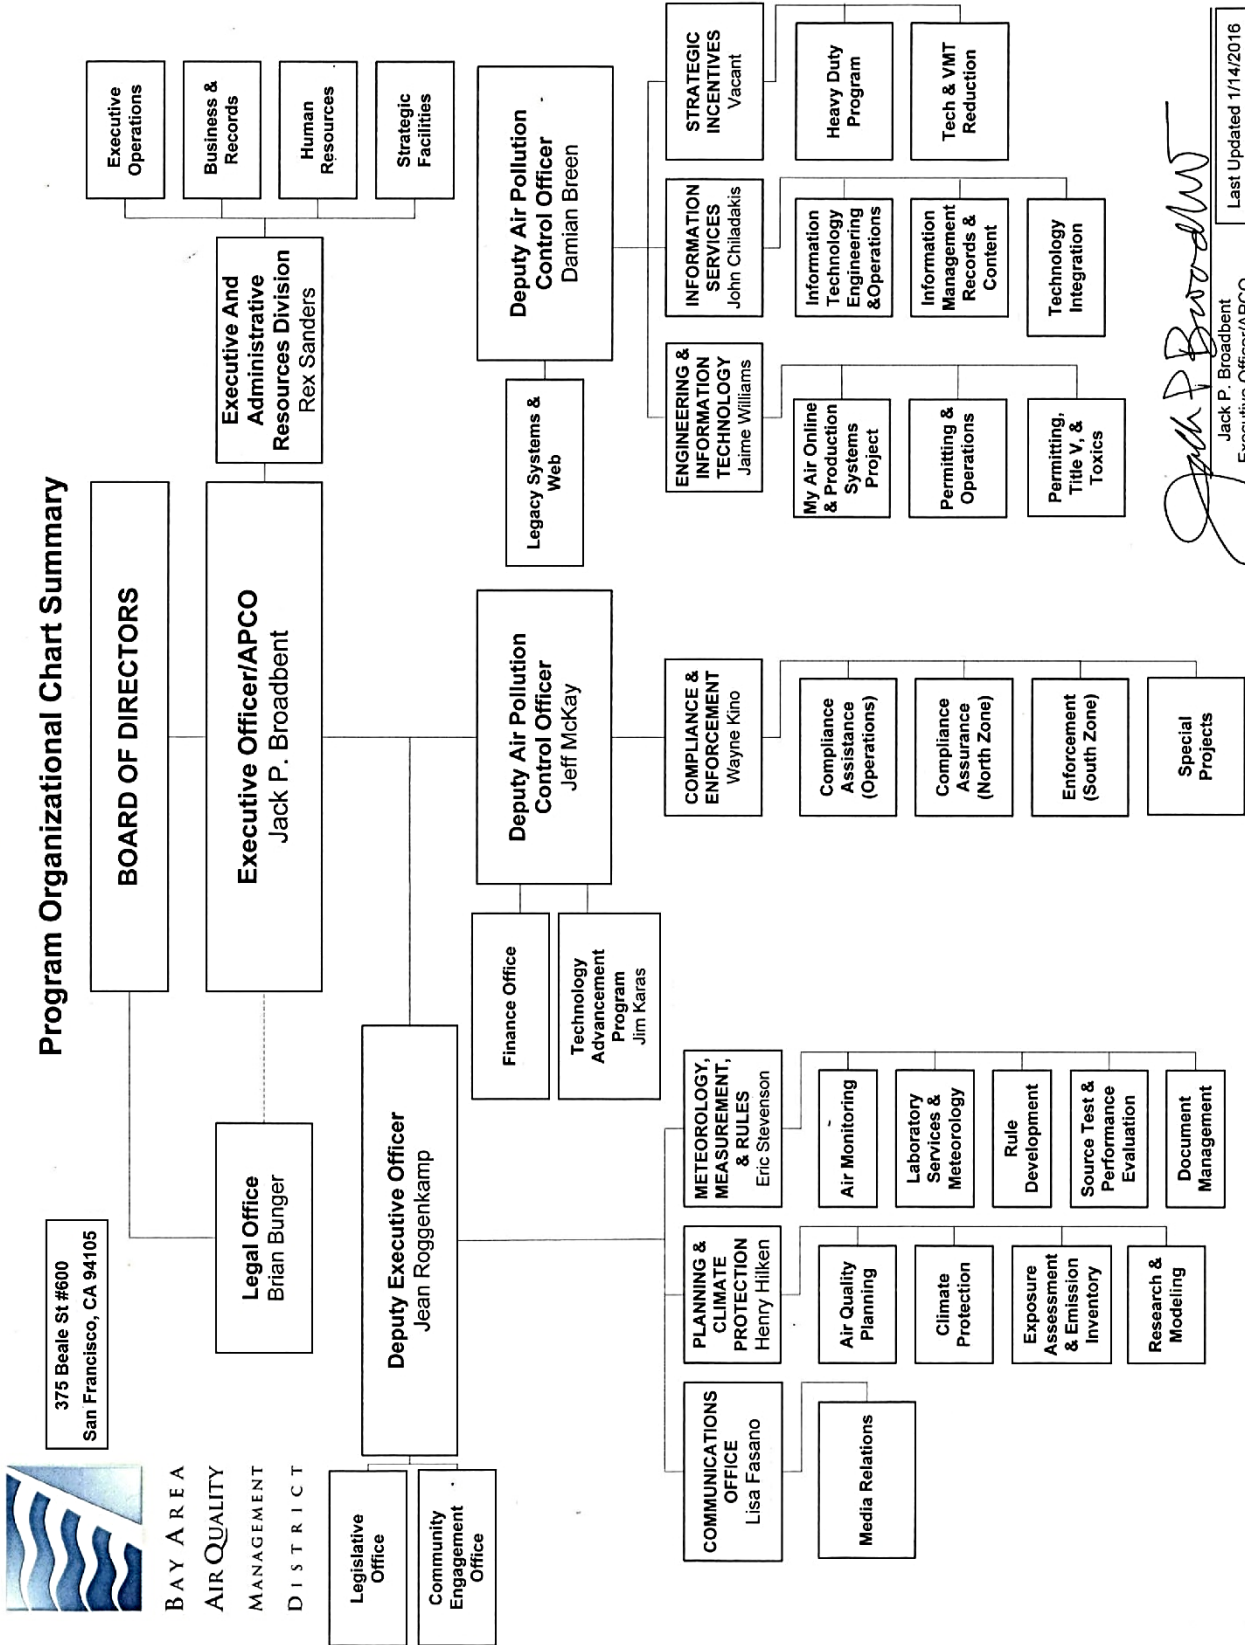 Program Organizational Chart Summary
BAY AREA
AIR QUALITY
MANAGEMENT
DISTRICT
375 Beale St #600
San Francisco, CA 94105
BOARD OF DIRECTORS
Legal Office
Brian Bunger
Executive Officer/APCO
Jack P. Broadbent
Executive And
Administrative
Resources Division
Rex Sanders
Executive
Operations
Business &
Records
Human
Resources
Strategic
Facilities
Legislative
Office
Community
Engagement
Office
Deputy Executive Officer
Jean Roggenkamp
Finance Office
Technology
Advancement
Program
Jim Karas
Deputy Air Pollution
Control Officer
Jeff McKay
Legacy Systems &
Web
Deputy Air Pollution
Control Officer
Damian Breen
COMMUNICATIONS
OFFICE
Lisa Fasano
Media Relations
PLANNING &
CLIMATE
PROTECTION
Henry Hilken
Air Quality
Planning
Climate
Protection
Exposure
Assessment
& Emission
Inventory
Research &
Modeling
METEOROLOGY,
MEASUREMENT,
& RULES
Eric Stevenson
Air Monitoring
Laboratory
Services &
Meteorology
Rule
Development
Source Test &
Performance
Evaluation
Document
Management
COMPLIANCE &
ENFORCEMENT
Wayne Kino
Compliance
Assistance
(Operations)
Compliance
Assurance
(North Zone)
Enforcement
(South Zone)
Special
Projects
ENGINEERING &
INFORMATION
TECHNOLOGY
Jaime Williams
My Air Online
& Production
Systems
Project
Permitting &
Operations
Permitting,
Title V, &
Toxics
INFORMATION
SERVICES
John Chiladakis
Information
Technology
Engineering
&Operations
Information
Management
Records &
Content
Technology
Integration
STRATEGIC
INCENTIVES
Vacant
Heavy Duty
Program
Tech & VMT
Reduction
Jack P Broadbent
Jack P. Broadbent
Executive Officer/APCO
Last Updated 1/14/2016